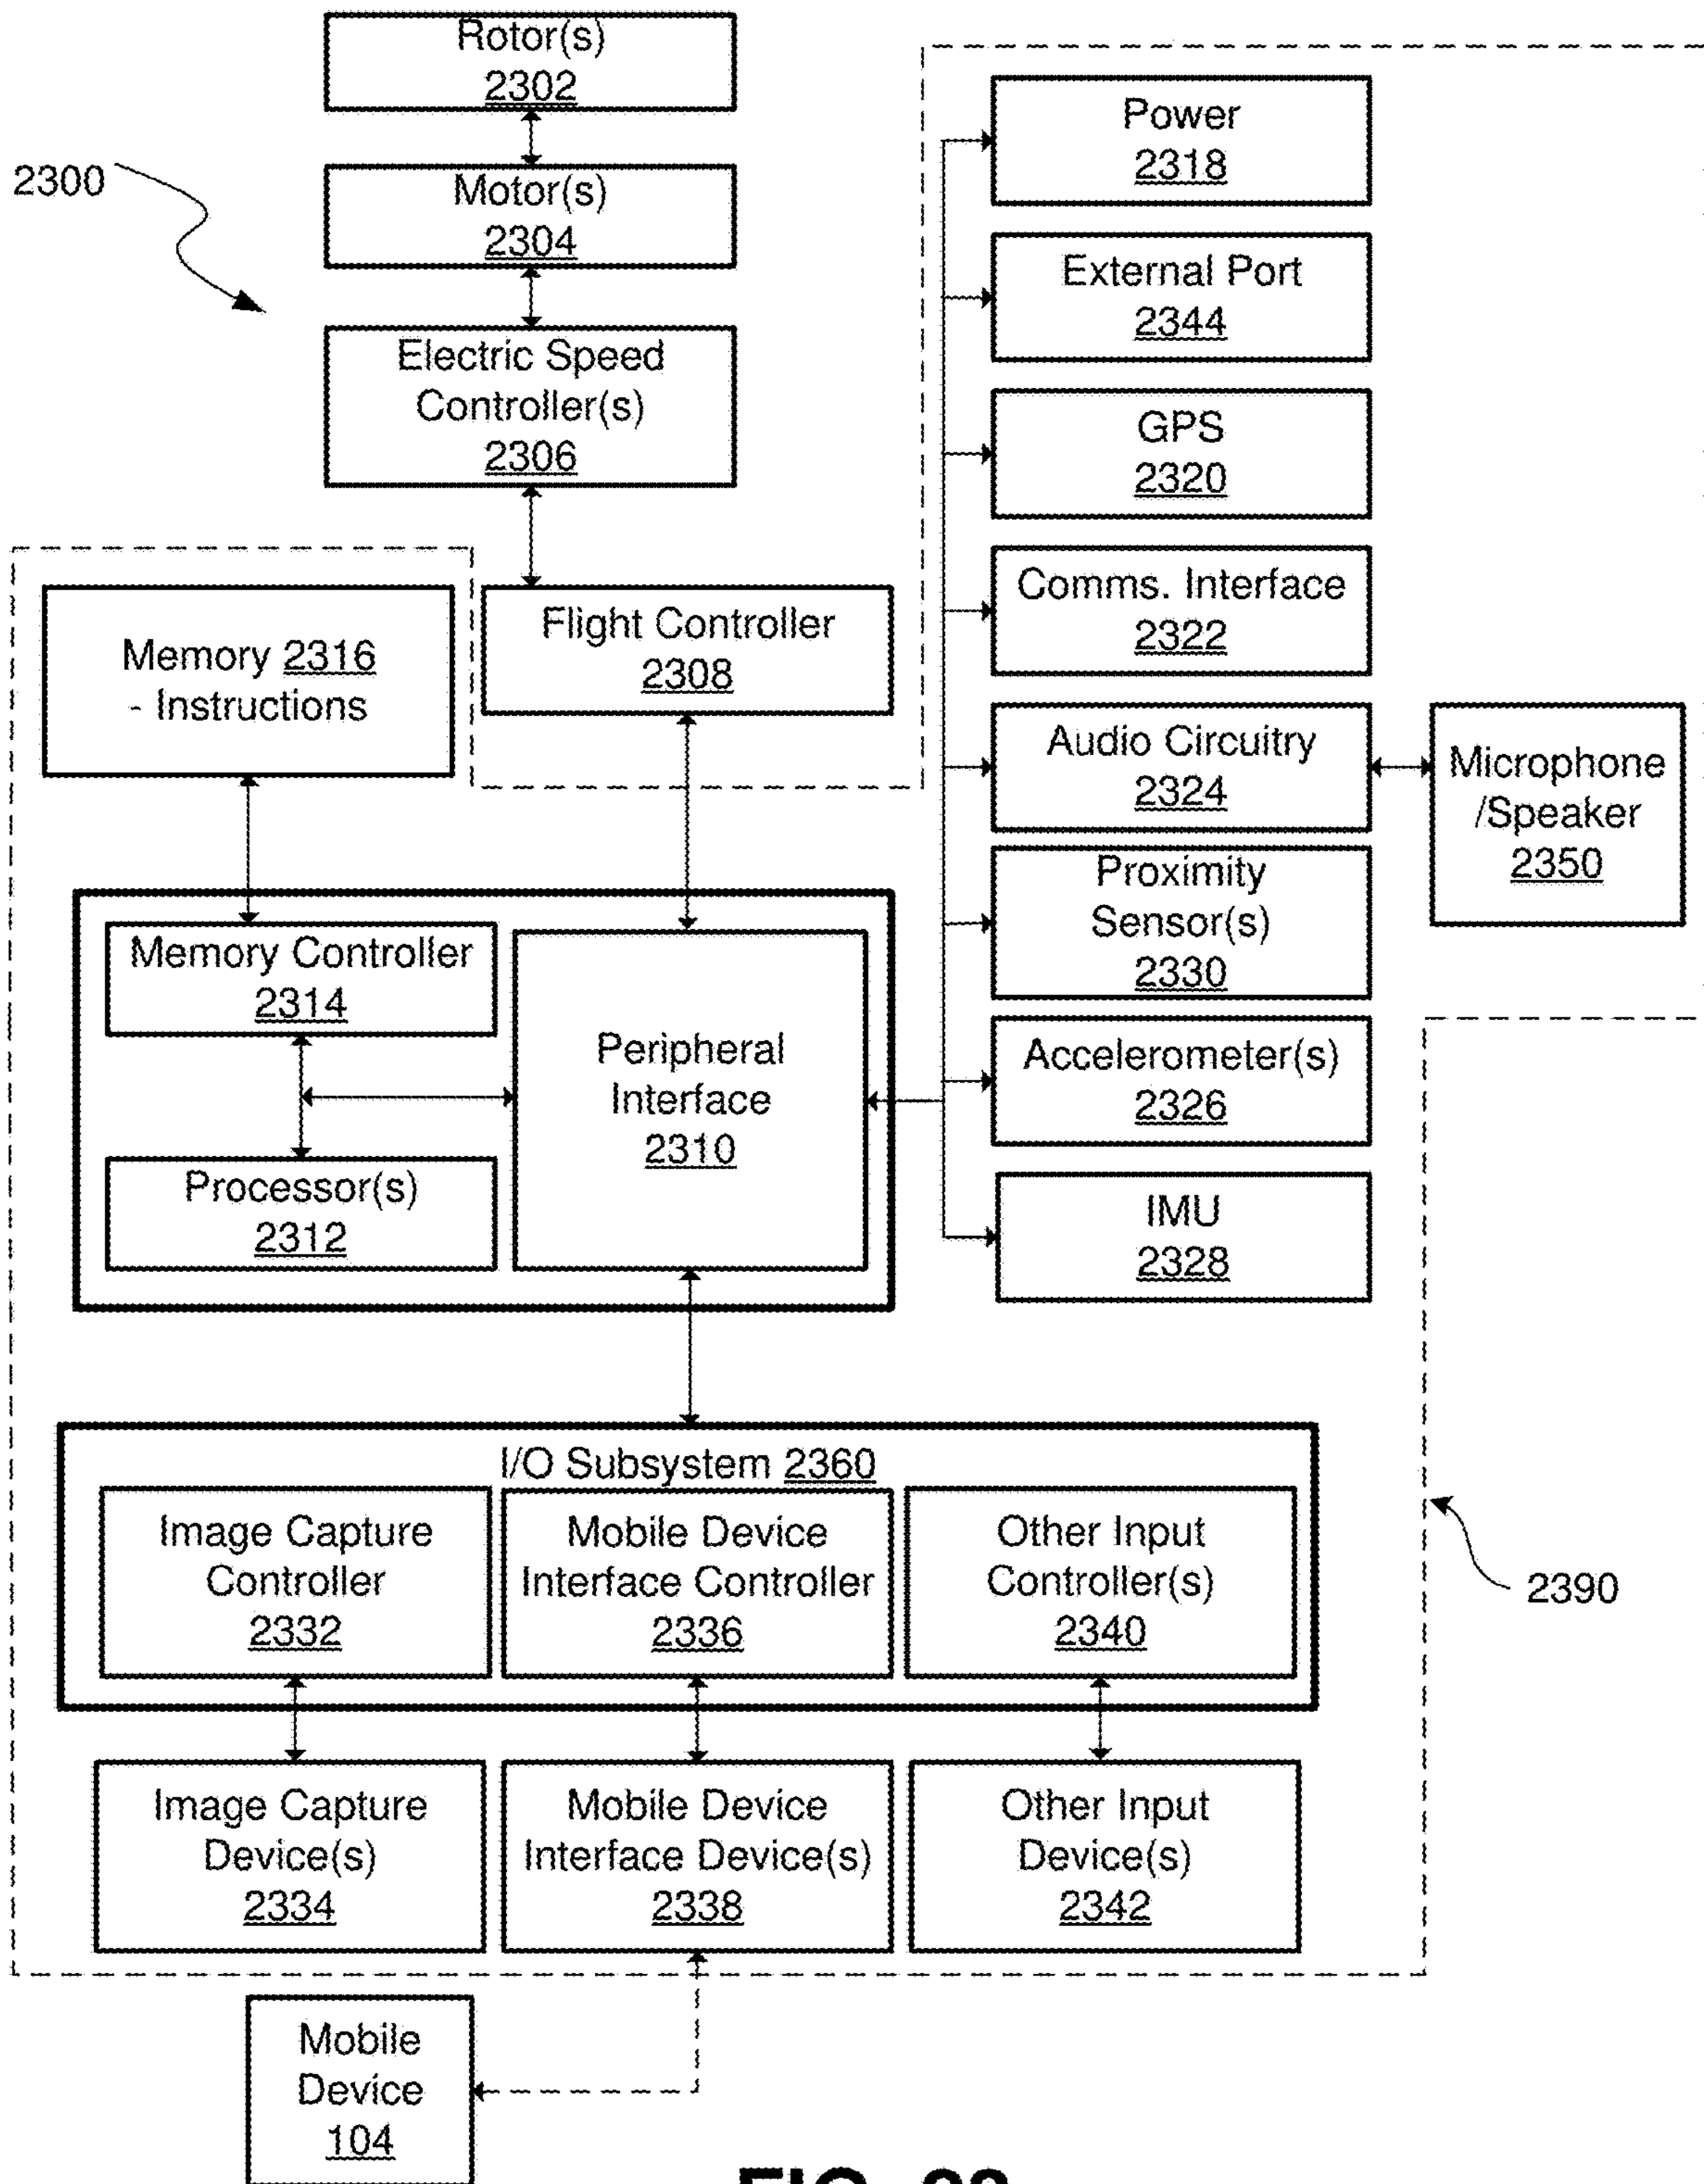 Rotor(s)
2302
2300
Motor(s)
2304
Electric Speed
Controller(s)
2306
Flight Controller
2308
Memory 2316
- Instructions
Power
2318
External Port
2344
GPS
2320
Comms. Interface
2322
Audio Circuitry
2324
Microphone
/Speaker
2350
Proximity
Sensor(s)
2330
Accelerometer(s)
2326
IMU
2328
Memory Controller
2314
Peripheral
Interface
2310
Processor(s)
2312
I/O Subsystem 2360
Image Capture
Controller
2332
Mobile Device
Interface Controller
2336
Other Input
Controller(s)
2340
2390
Image Capture
Device(s)
2334
Mobile Device
Interface Device(s)
2338
Other Input
Device(s)
2342
Mobile
Device
104
FIG.